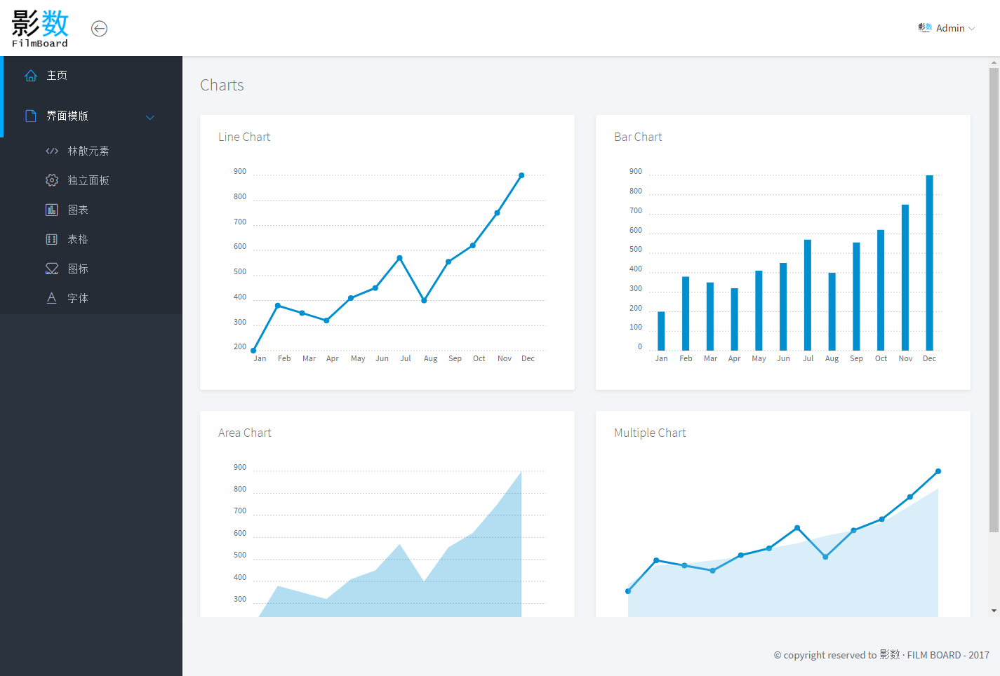 影数
FilmBoard
Admin
主页
界面模版
林散元素
独立面板
图表
表格
图标
字体
Charts
Line Chart
900
800
700
600
500
400
300
200
Jan Feb Mar Apr May Jun Jul Aug Sep Oct Nov Dec
Bar Chart
900
800
700
600
500
400
300
200
100
0
Jan Feb Mar Apr May Jun Jul Aug Sep Oct Nov Dec
Area Chart
900
800
700
600
500
400
300
Multiple Chart
© copyright reserved to 影数 · FILM BOARD - 2017